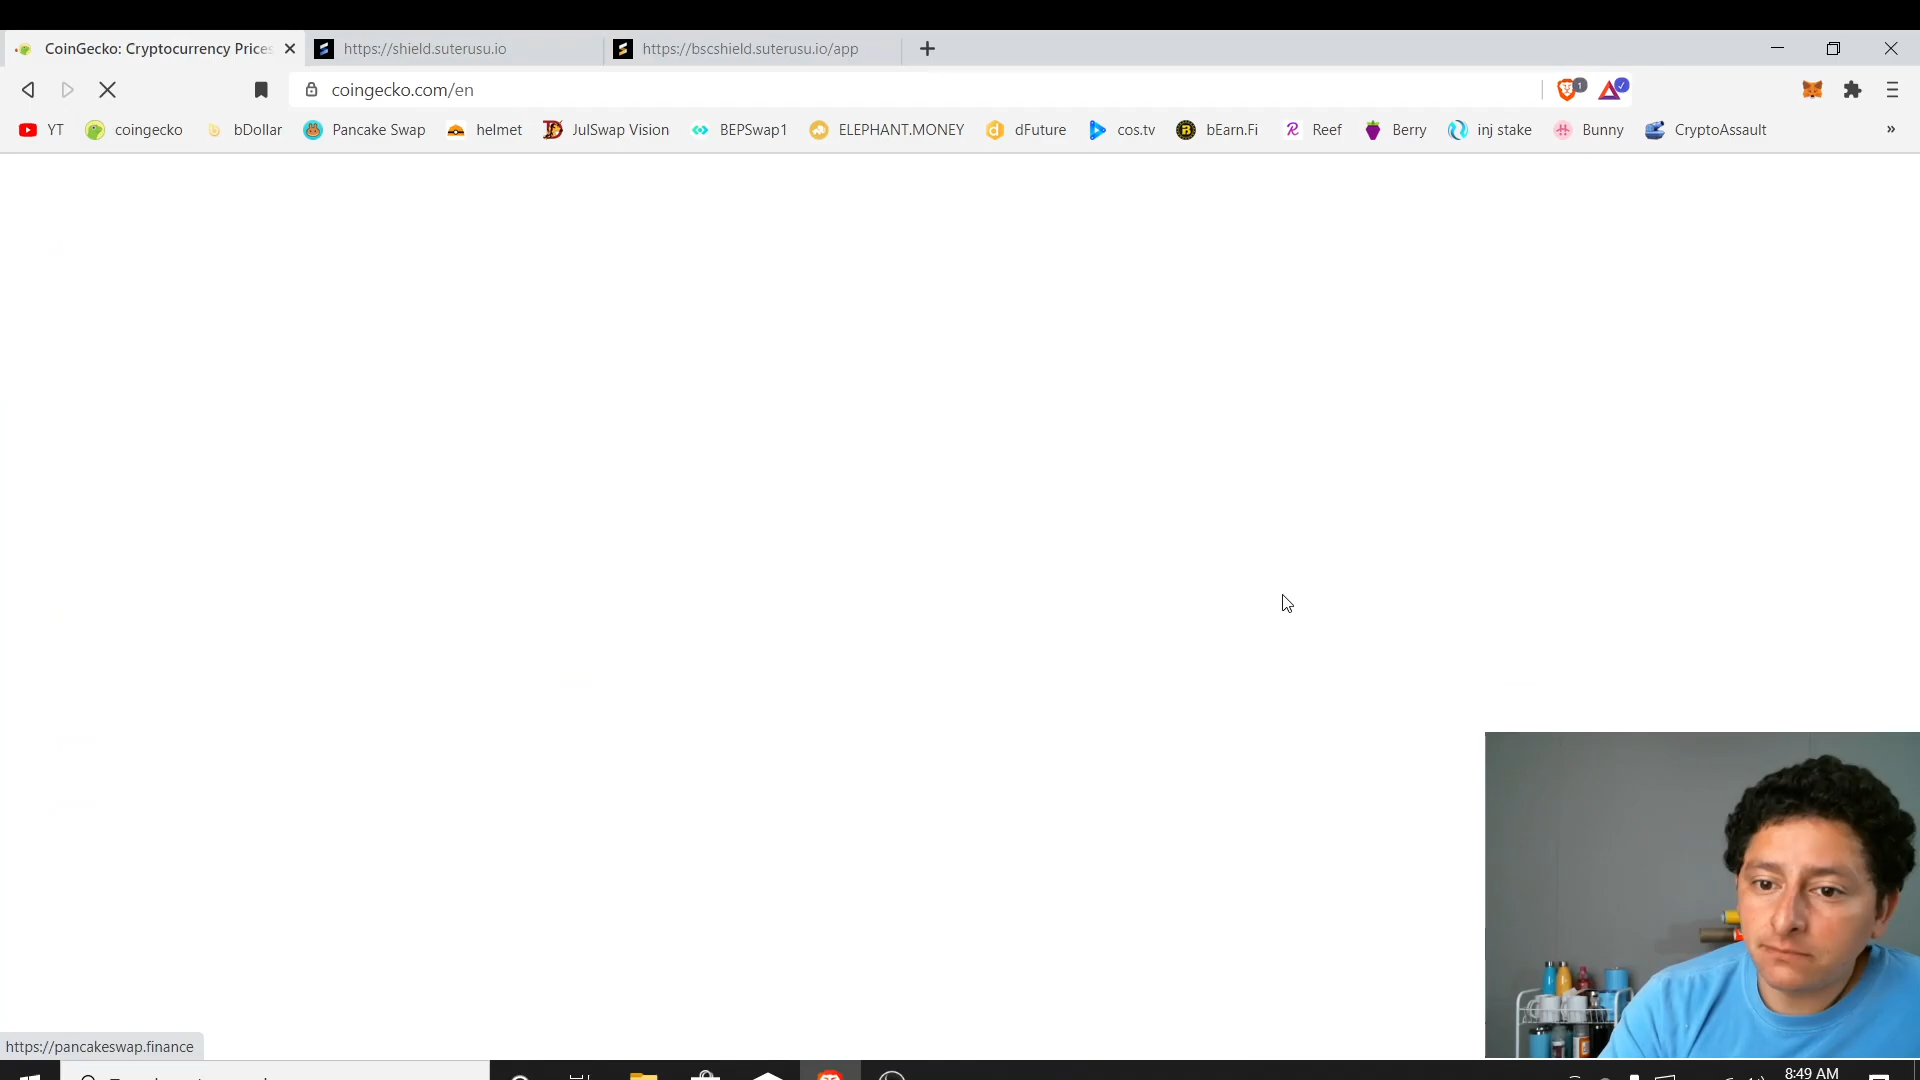 CoinGecko: Cryptocurrency Prices
https://shield.suterusu.io
https://bscshield.suterusu.io/app
coingecko.com/en
1
YT
coingecko
bDollar
Pancake Swap
helmet
JulSwap Vision
BEPSwap1
ELEPHANT.MONEY
dFuture
cos.tv
bEarn.Fi
Reef
Berry
inj stake
Bunny
CryptoAssault
»
https://pancakeswap.finance
8:49 AM